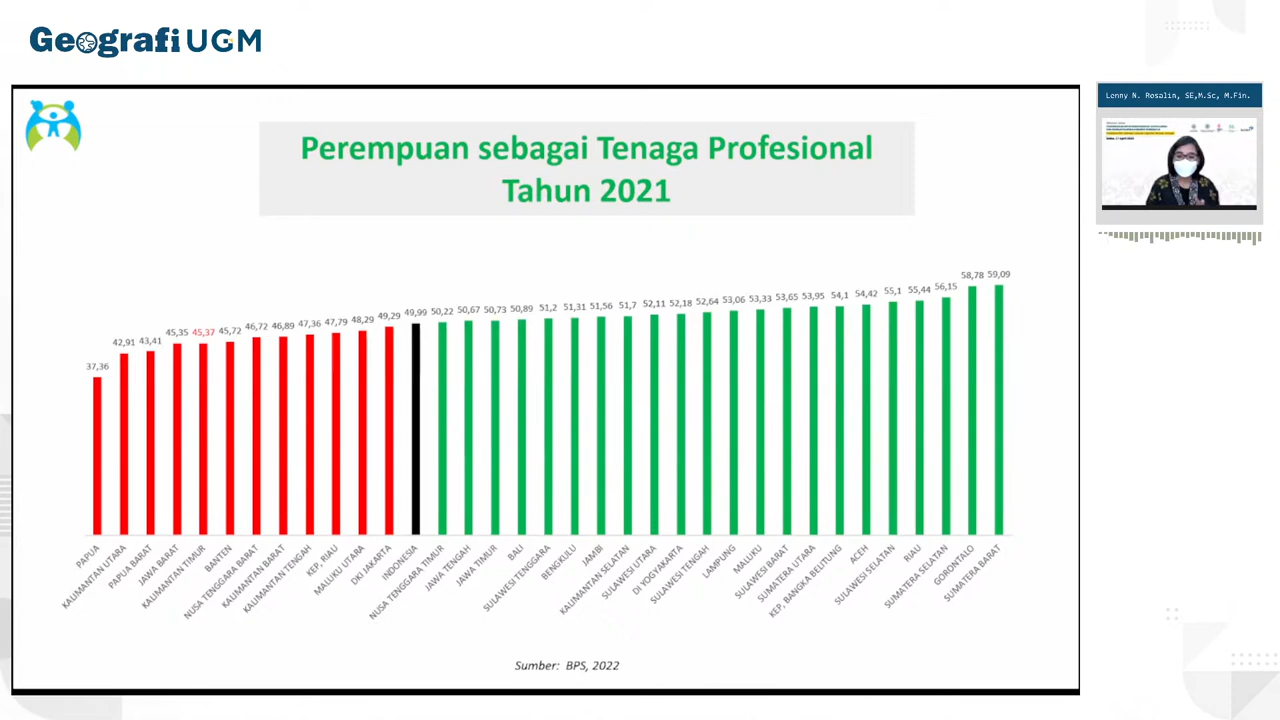 Geografi UGM
Perempuan sebagai Tenaga Profesional
Tahun 2021
37,36
42,91
43,41
45,35
45,37
45,72
46,72
46,89
47,36
47,79
48,29
49,29
49,99
50,22
50,67
50,73
50,89
51,2
51,31
51,56
51,7
52,11
52,18
52,64
53,06
53,33
53,65
53,95
54,1
54,42
55,1
55,44
56,15
58,78
59,09
PAPUA
KALIMANTAN UTARA
PAPUA BARAT
JAWA BARAT
KALIMANTAN TIMUR
BANTEN
NUSA TENGGARA BARAT
KALIMANTAN BARAT
KALIMANTAN TENGAH
KEP, RIAU
MALUKU UTARA
DKI JAKARTA
INDONESIA
NUSA TENGGARA TIMUR
JAWA TENGAH
JAWA TIMUR
BALI
SULAWESI TENGGARA
BENGKULU
JAMBI
KALIMANTAN SELATAN
SULAWESI UTARA
DI YOGYAKARTA
SULAWESI TENGAH
LAMPUNG
MALUKU
SULAWESI BARAT
SUMATERA UTARA
KEP, BANGKA BELITUNG
ACEH
SULAWESI SELATAN
RIAU
SUMATERA SELATAN
GORONTALO
SUMATERA BARAT
Sumber: BPS, 2022
Lenny N. Rosalin, SE,M.Sc, M.Fin.